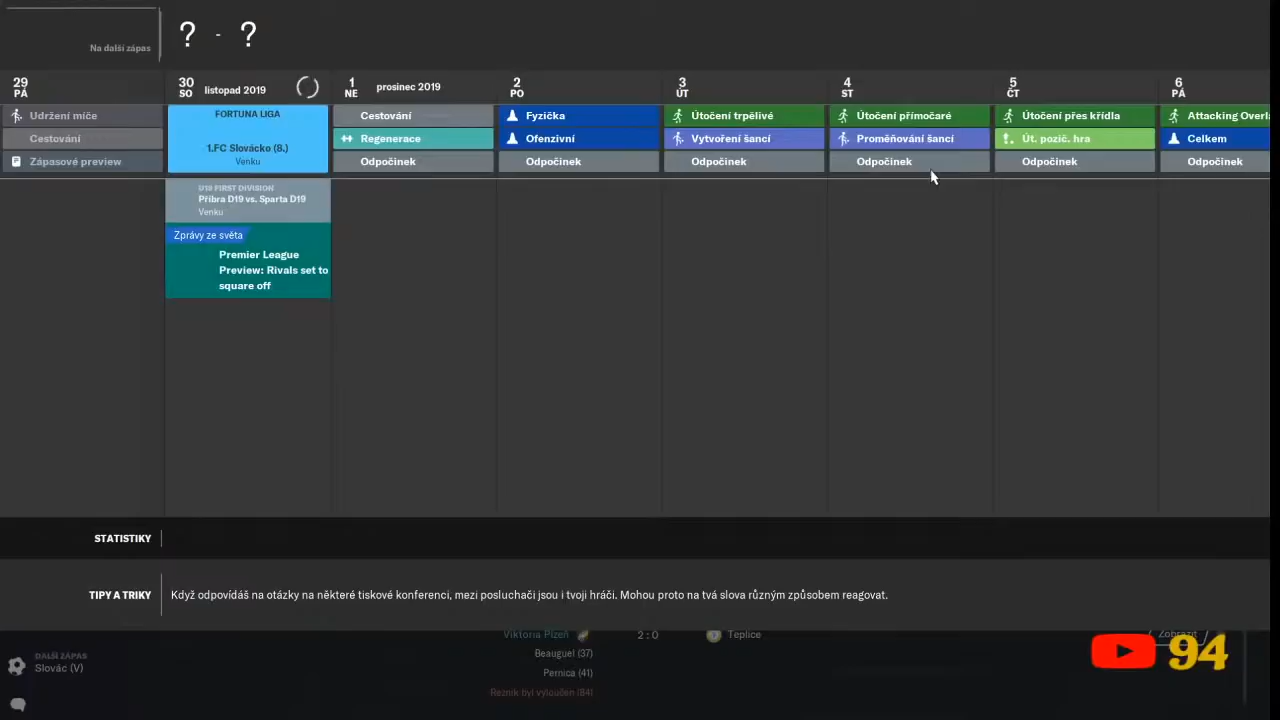 Na další zápas
? - ?
29
PÁ
30
SO
listopad 2019
1
NE
prosinec 2019
2
PO
3
ÚT
4
ST
5
ČT
6
PÁ
Udržení míče
Cestování
Zápasové preview
FORTUNA LIGA
1.FC Slovácko (8.)
Venku
Cestování
Regenerace
Odpočinek
Fyzička
Ofenzivní
Odpočinek
Útočení trpělivé
Vytvoření šancí
Odpočinek
Útočení přímočaré
Proměňování šancí
Odpočinek
Útočení přes křídla
Út. pozič. hra
Odpočinek
Attacking Overl
Celkem
Odpočinek
U19 FIRST DIVISION
Příbra D19 vs. Sparta D19
Venku
Zprávy ze světa
Premier League
Preview: Rivals set to
square off
STATISTIKY
TIPY A TRIKY
Když odpovídáš na otázky na některé tiskové konferenci, mezi posluchači jsou i tvoji hráči. Mohou proto na tvá slova různým způsobem reagovat.
Viktoria Plzeň
2 : 0
Teplice
Zobrazit
DALŠÍ ZÁPAS
Slovác (V)
Beauguel (37)
Pernica (41)
Řezník byl vyloučen (84)
94